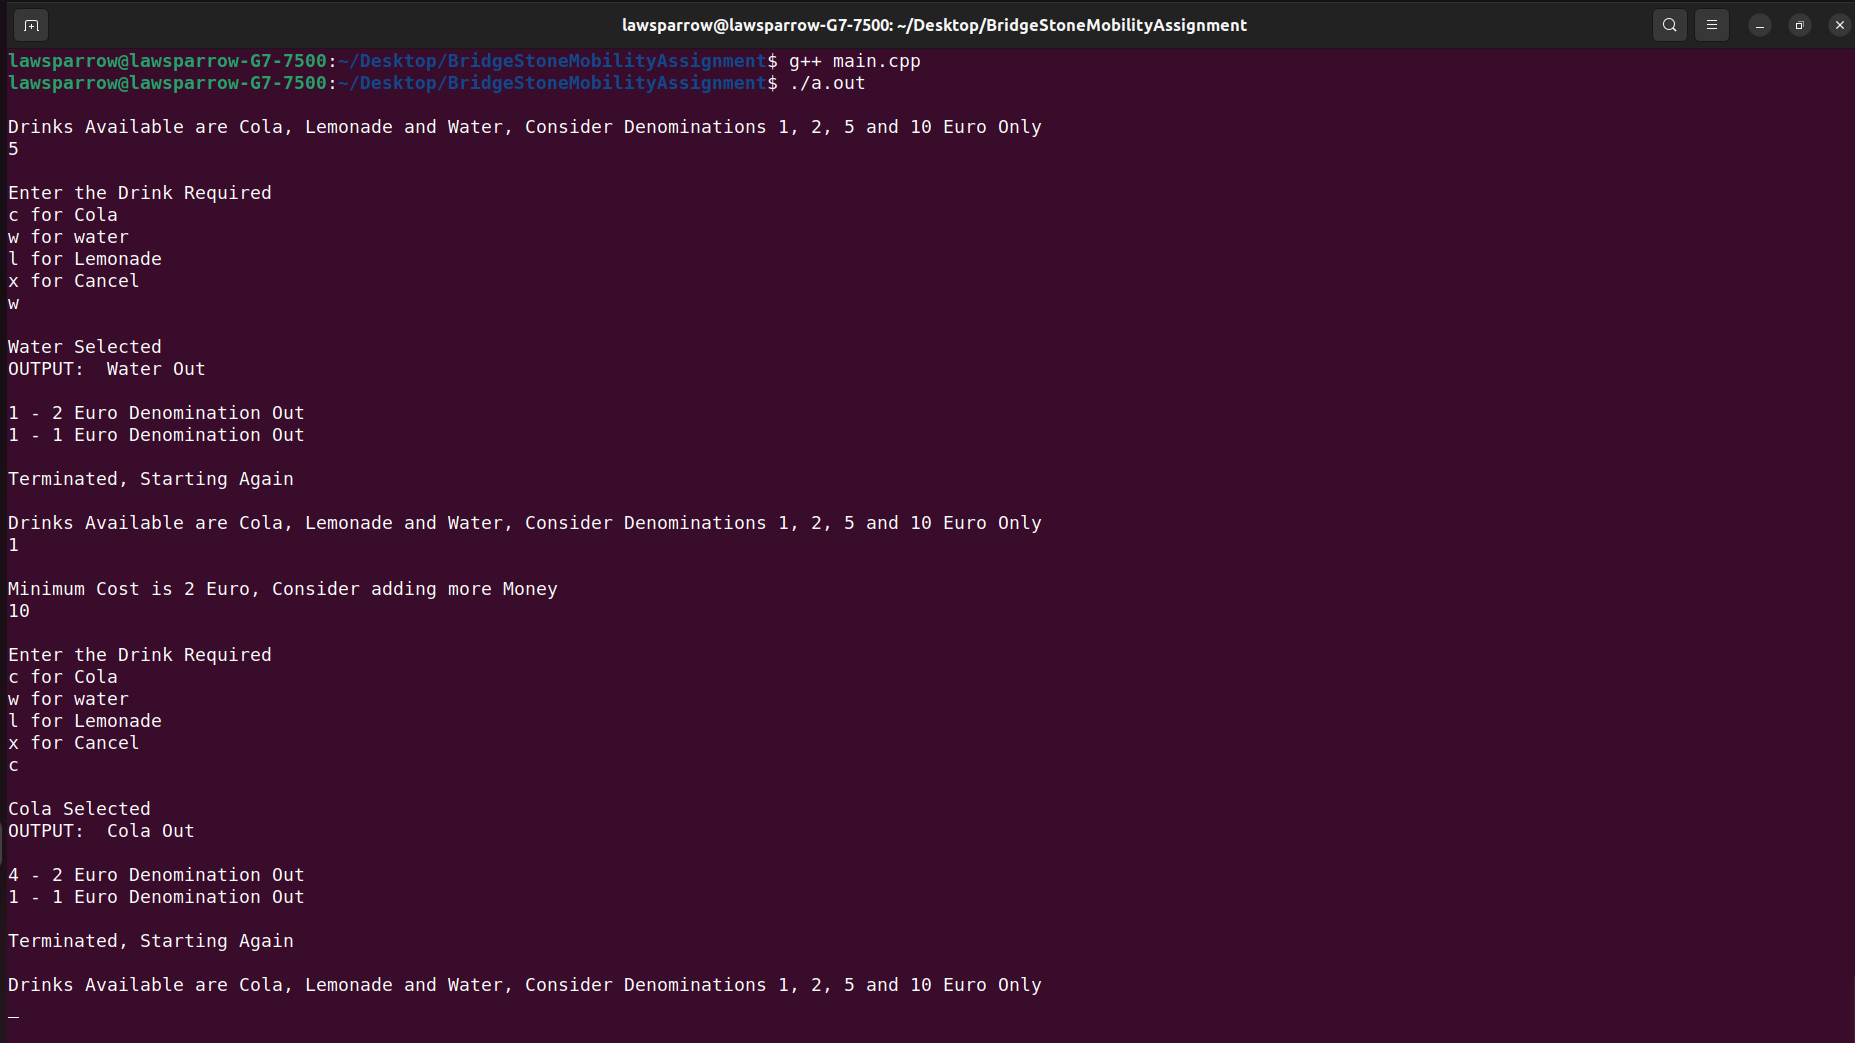 lawsparrow@lawsparrow-G7-7500: ~/Desktop/BridgeStoneMobilityAssignment
lawsparrow@lawsparrow-G7-7500:~/Desktop/BridgeStoneMobilityAssignment$ g++ main.cpp
lawsparrow@lawsparrow-G7-7500:~/Desktop/BridgeStoneMobilityAssignment$ ./a.out
Drinks Available are Cola, Lemonade and Water, Consider Denominations 1, 2, 5 and 10 Euro Only
5
Enter the Drink Required
c for Cola
w for water
l for Lemonade
x for Cancel
w
Water Selected
OUTPUT:  Water Out
1 - 2 Euro Denomination Out
1 - 1 Euro Denomination Out
Terminated, Starting Again
Drinks Available are Cola, Lemonade and Water, Consider Denominations 1, 2, 5 and 10 Euro Only
1
Minimum Cost is 2 Euro, Consider adding more Money
10
Enter the Drink Required
c for Cola
w for water
l for Lemonade
x for Cancel
c
Cola Selected
OUTPUT:  Cola Out
4 - 2 Euro Denomination Out
1 - 1 Euro Denomination Out
Terminated, Starting Again
Drinks Available are Cola, Lemonade and Water, Consider Denominations 1, 2, 5 and 10 Euro Only